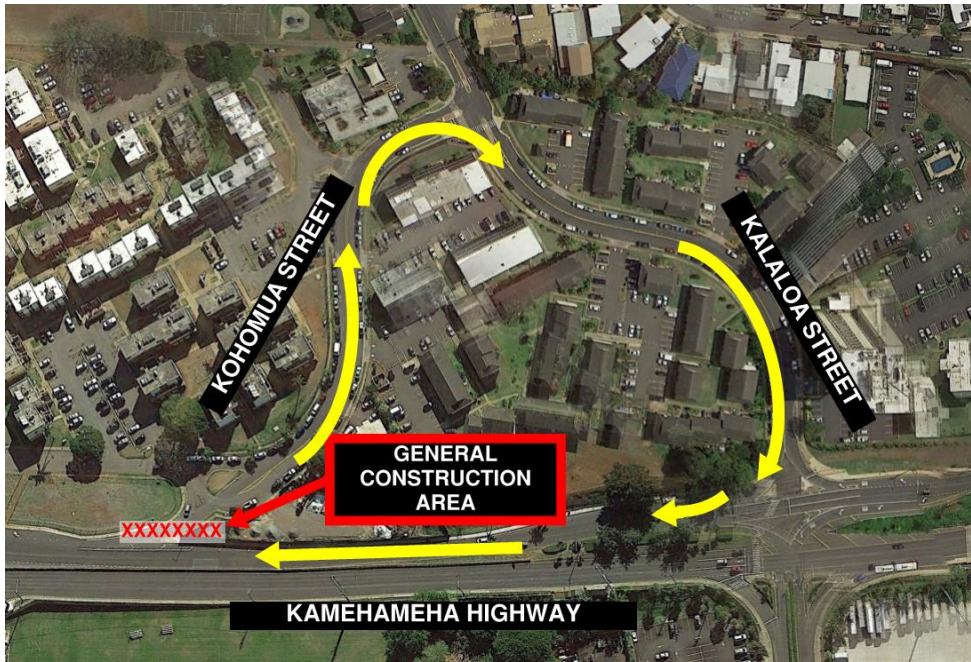 KOHOMUA STREET
KALALOA STREET
GENERAL
CONSTRUCTION
AREA
XXXXXXXX
KAMEHAMEHA HIGHWAY